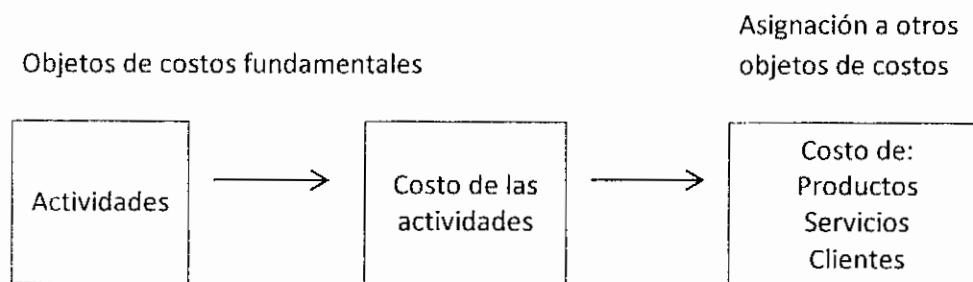 Objetos de costos fundamentales
Asignación a otros
objetos de costos
Actividades
Costo de las
actividades
Costo de:
Productos
Servicios
Clientes